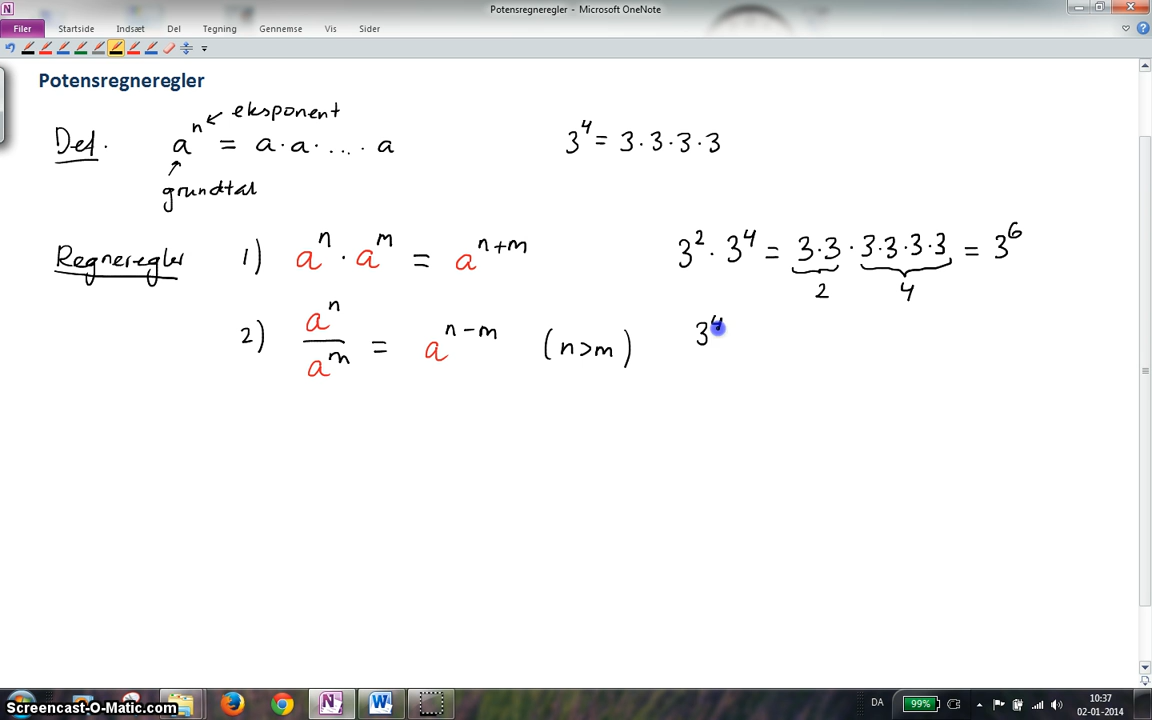 Potensregneregler - Microsoft OneNote
Filer Startside Indsæt Del Tegning Gennemse Vis Sider
Potensregneregler
Def. aⁿ = a·a·....·a 3⁴ = 3·3·3·3
eksponent
grundtal
Regneregler 1) aⁿ · aᵐ = aⁿ⁺ᵐ 3² · 3⁴ = 3·3·3·3·3·3 = 3⁶
2 4
2) aⁿ/aᵐ = aⁿ⁻ᵐ (n>m) 3⁴
Screencast-O-Matic.com
DA 99% 10:37
02-01-2014